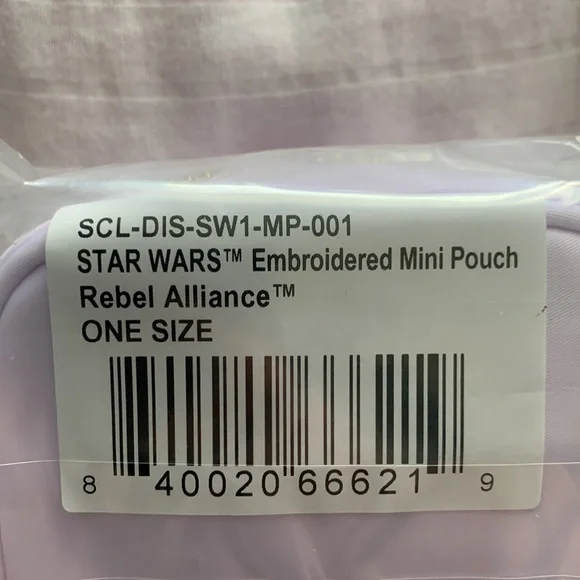 SCL-DIS-SW1-MP-001
STAR WARS™ Embroidered Mini Pouch
Rebel Alliance™
ONE SIZE
8 40020 66621 9